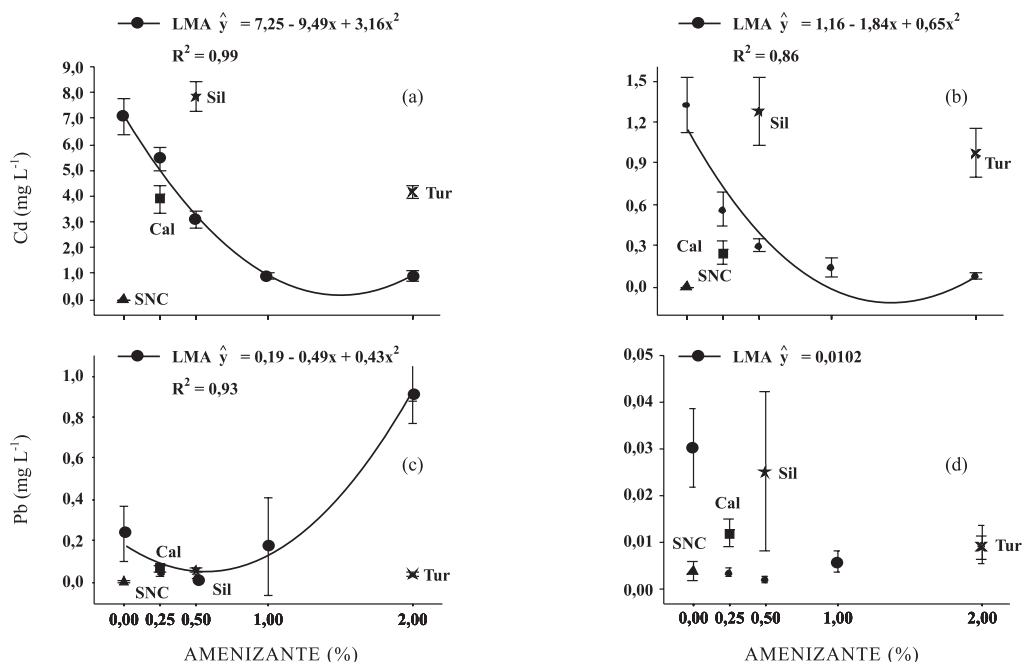 LMA ŷ = 7,25 - 9,49x + 3,16x²
R² = 0,99
9,0
8,0
7,0
6,0
5,0
4,0
3,0
2,0
1,0
0,0
Cd (mg L⁻¹)
(a)
Sil
Tur
Cal
SNC
LMA ŷ = 1,16 - 1,84x + 0,65x²
R² = 0,86
1,5
1,2
0,9
0,6
0,3
0,0
(b)
Sil
Tur
Cal
SNC
LMA ŷ = 0,19 - 0,49x + 0,43x²
R² = 0,93
1,0
0,8
0,6
0,4
0,2
0,0
Pb (mg L⁻¹)
(c)
Cal
SNC
Sil
Tur
0,00 0,25 0,50 1,00 2,00
AMENIZANTE (%)
LMA ŷ = 0,0102
0,05
0,04
0,03
0,02
0,01
0,00
(d)
Sil
Cal
SNC
Tur
0,00 0,25 0,50 1,00 2,00
AMENIZANTE (%)